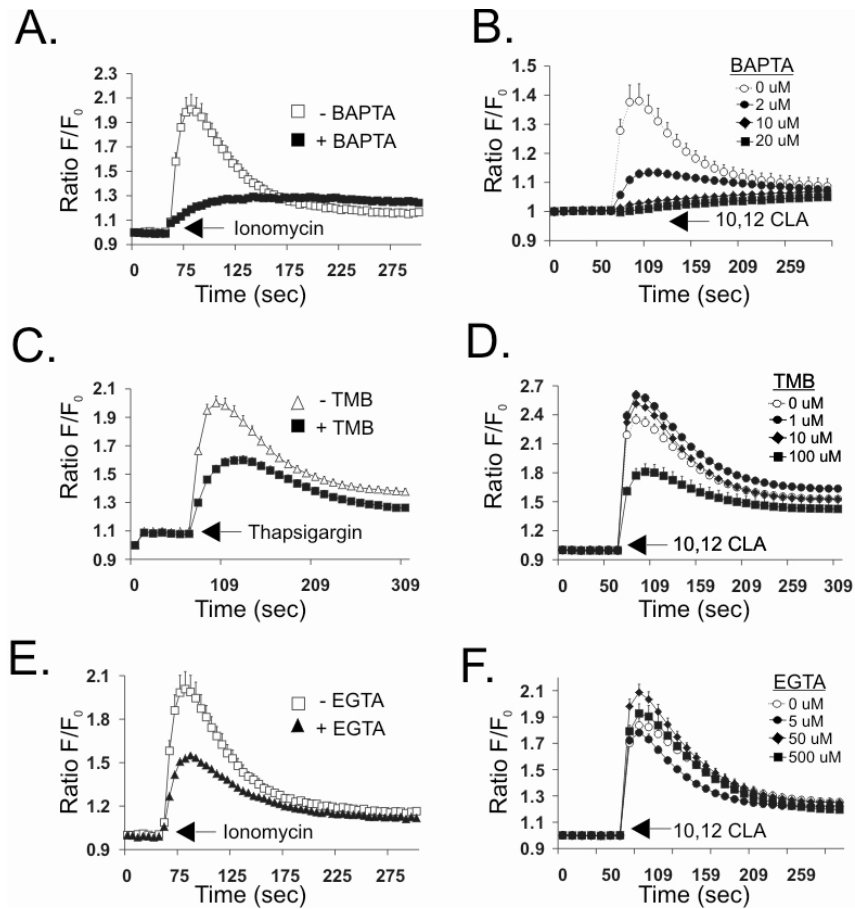 A.
Ratio F/F0
2.3
2.1
1.9
1.7
1.5
1.3
1.1
0.9
- BAPTA
+ BAPTA
Ionomycin
75 125 175 225 275
Time (sec)
B.
Ratio F/F0
1.5
1.4
1.3
1.2
1.1
1
0.9
BAPTA
0 uM
2 uM
10 uM
20 uM
10,12 CLA
0 50 109 159 209 259
Time (sec)
C.
Ratio F/F0
2.1
1.9
1.7
1.5
1.3
1.1
0.9
- TMB
+ TMB
Thapsigargin
0 109 209 309
Time (sec)
D.
Ratio F/F0
2.7
2.4
2.1
1.8
1.5
1.2
0.9
TMB
0 uM
1 uM
10 uM
100 uM
10,12 CLA
0 50 109 159 209 259 309
Time (sec)
E.
Ratio F/F0
2.1
1.8
1.5
1.2
0.9
- EGTA
+ EGTA
Ionomycin
0 75 125 175 225 275
Time (sec)
F.
Ratio F/F0
2.1
1.9
1.7
1.5
1.3
1.1
0.9
EGTA
0 uM
5 uM
50 uM
500 uM
10,12 CLA
0 50 109 159 209 259
Time (sec)